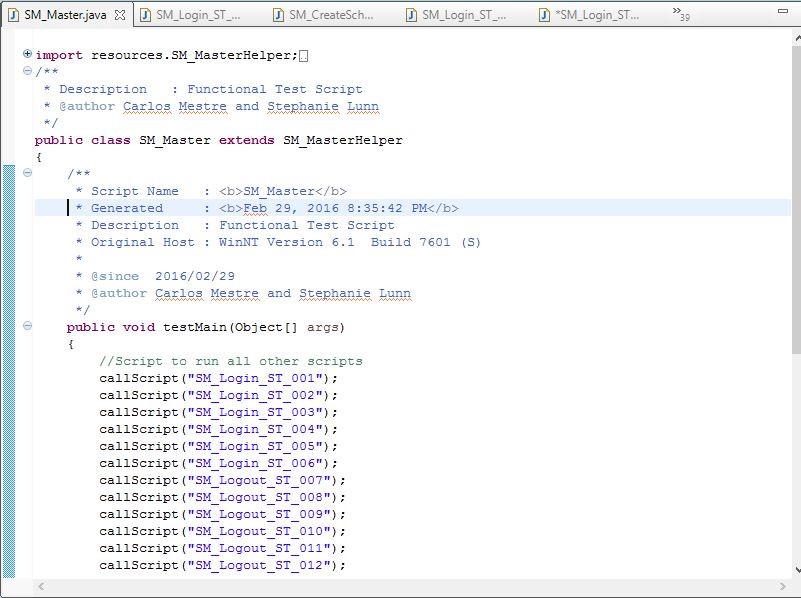 SM_Master.java SM_Login_ST_... SM_CreateSch... SM_Login_ST_... *SM_Login_ST... »39
import resources.SM_MasterHelper;
/**
 * Description   : Functional Test Script
 * @author Carlos Mestre and Stephanie Lunn
 */
public class SM_Master extends SM_MasterHelper
{
    /**
     * Script Name   : <b>SM_Master</b>
     * Generated     : <b>Feb 29, 2016 8:35:42 PM</b>
     * Description   : Functional Test Script
     * Original Host : WinNT Version 6.1  Build 7601 (S)
     *
     * @since  2016/02/29
     * @author Carlos Mestre and Stephanie Lunn
     */
    public void testMain(Object[] args)
    {
        //Script to run all other scripts
        callScript("SM_Login_ST_001");
        callScript("SM_Login_ST_002");
        callScript("SM_Login_ST_003");
        callScript("SM_Login_ST_004");
        callScript("SM_Login_ST_005");
        callScript("SM_Login_ST_006");
        callScript("SM_Logout_ST_007");
        callScript("SM_Logout_ST_008");
        callScript("SM_Logout_ST_009");
        callScript("SM_Logout_ST_010");
        callScript("SM_Logout_ST_011");
        callScript("SM_Logout_ST_012");